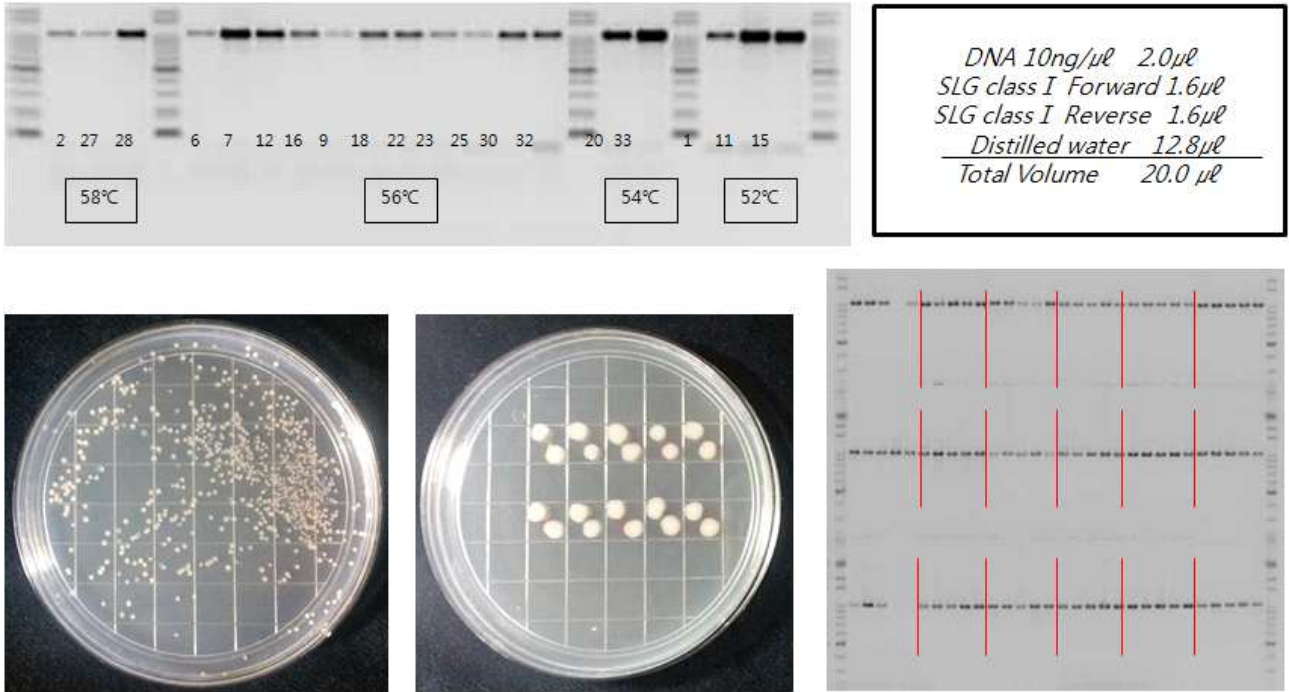 2 27 28 6 7 12 16 9 18 22 23 25 30 32 20 33 1 11 15
58℃ 56℃ 54℃ 52℃
DNA 10ng/㎕ 2.0㎕
SLG class I Forward 1.6㎕
SLG class I Reverse 1.6㎕
Distilled water 12.8㎕
Total Volume 20.0 ㎕